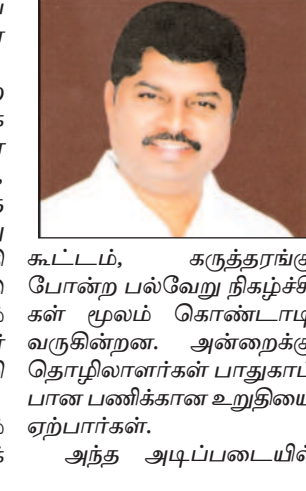 கூட்டம், கருத்தரங்கு
போன்ற பல்வேறு நிகழ்ச்சி
கள் மூலம் கொண்டாடி
வருகின்றன. அன்றைக்கு
தொழிலாளர்கள் பாதுகாப்
பான பணிக்கான உறுதியை
ஏற்பார்கள்.
அந்த அடிப்படையில்